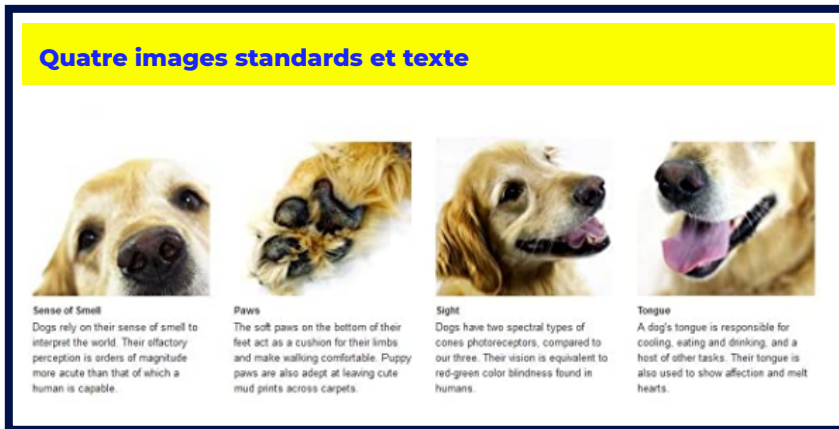 Quatre images standards et texte
Sense of Smell
Dogs rely on their sense of smell to
interpret the world. Their olfactory
perception is orders of magnitude
more acute than that of which a
human is capable.
Paws
The soft paws on the bottom of their
feet act as a cushion for their limbs
and make walking comfortable. Puppy
paws are also adept at leaving cute
mud prints across carpets.
Sight
Dogs have two spectral types of
cones photoreceptors, compared to
our three. Their vision is equivalent to
red-green color blindness found in
humans.
Tongue
A dog's tongue is responsible for
cooling, eating and drinking, and a
host of other tasks. Their tongue is
also used to show affection and melt
hearts.